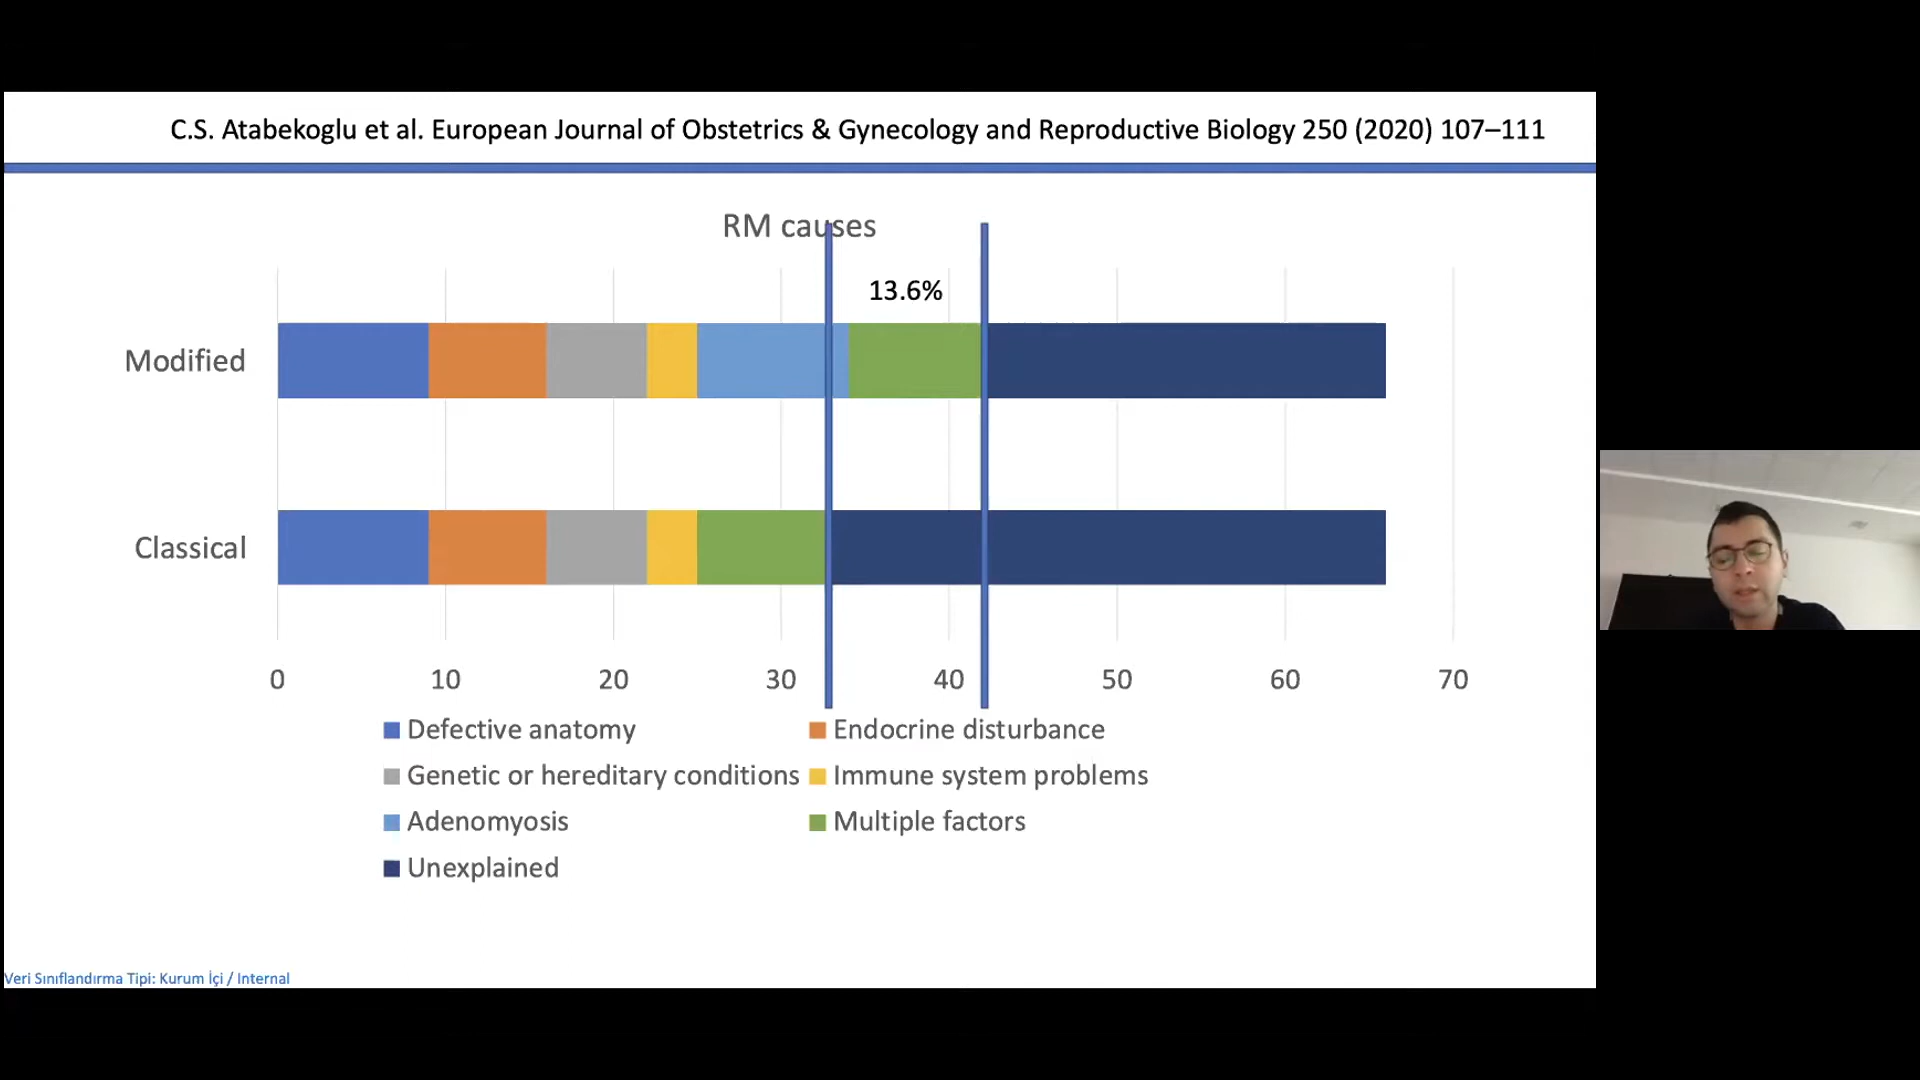 C.S. Atabekoglu et al. European Journal of Obstetrics & Gynecology and Reproductive Biology 250 (2020) 107–111
RM causes
13.6%
Modified
Classical
0 10 20 30 40 50 60 70
Defective anatomy Endocrine disturbance
Genetic or hereditary conditions Immune system problems
Adenomyosis Multiple factors
Unexplained
Veri Sınıflandırma Tipi: Kurum İçi / Internal